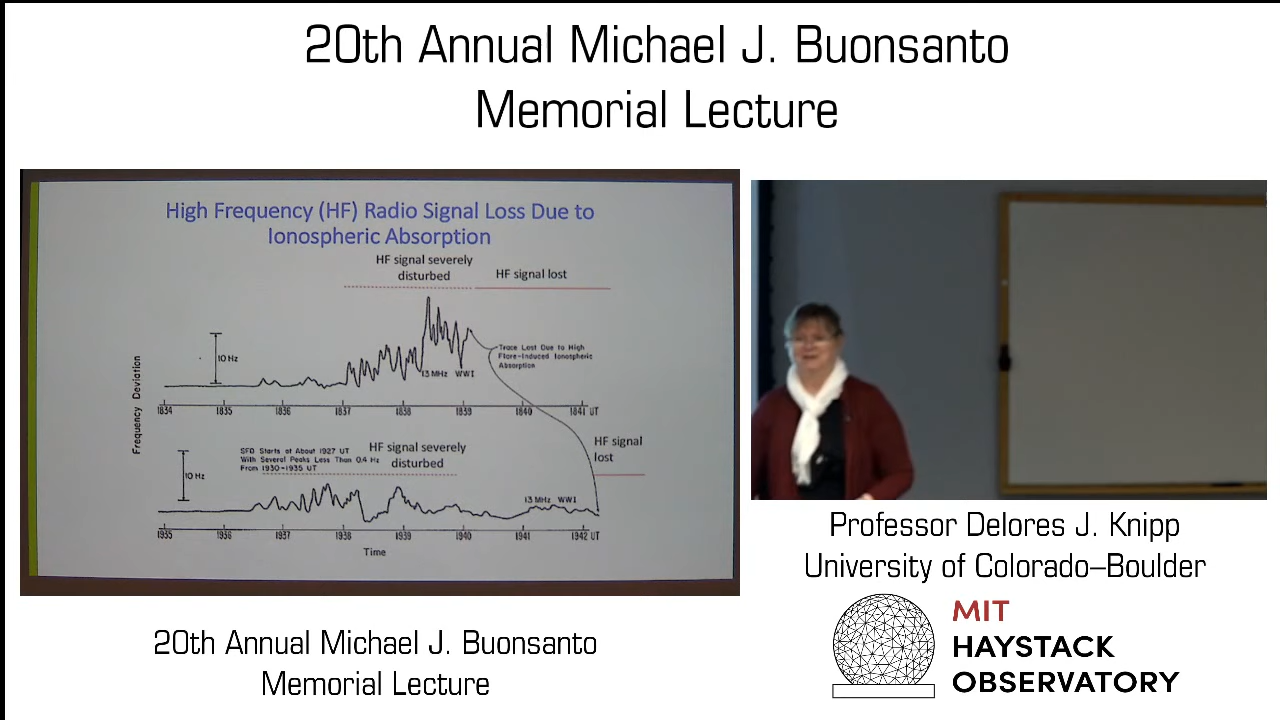 20th Annual Michael J. Buonsanto
Memorial Lecture
High Frequency (HF) Radio Signal Loss Due to
Ionospheric Absorption
HF signal severely
disturbed
HF signal lost
10 Hz
Trace Lost Due to High
Flare-Induced Ionospheric
Absorption
13 MHz WWI
Frequency Deviation
1834 1835 1836 1837 1838 1839 1840 1841 UT
SFD Starts at About 1927 UT
With Several Peaks Less Than 0.4 Hz
From 1930-1935 UT
HF signal severely
disturbed
HF signal
lost
10 Hz
13 MHz WWI
1935 1936 1937 1938 1939 1940 1941 1942 UT
Time
Professor Delores J. Knipp
University of Colorado–Boulder
MIT
HAYSTACK
OBSERVATORY
20th Annual Michael J. Buonsanto
Memorial Lecture